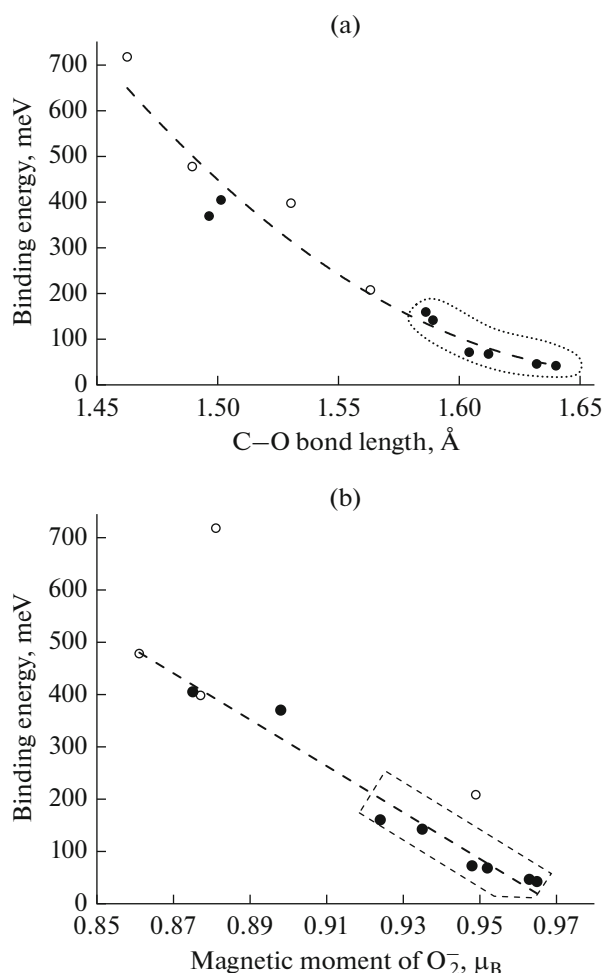 (a)
Binding energy, meV
700
600
500
400
300
200
100
0
1.45 1.50 1.55 1.60 1.65
C–O bond length, Å
(b)
Binding energy, meV
700
600
500
400
300
200
100
0
0.85 0.87 0.89 0.91 0.93 0.95 0.97
Magnetic moment of O₂⁻, μB